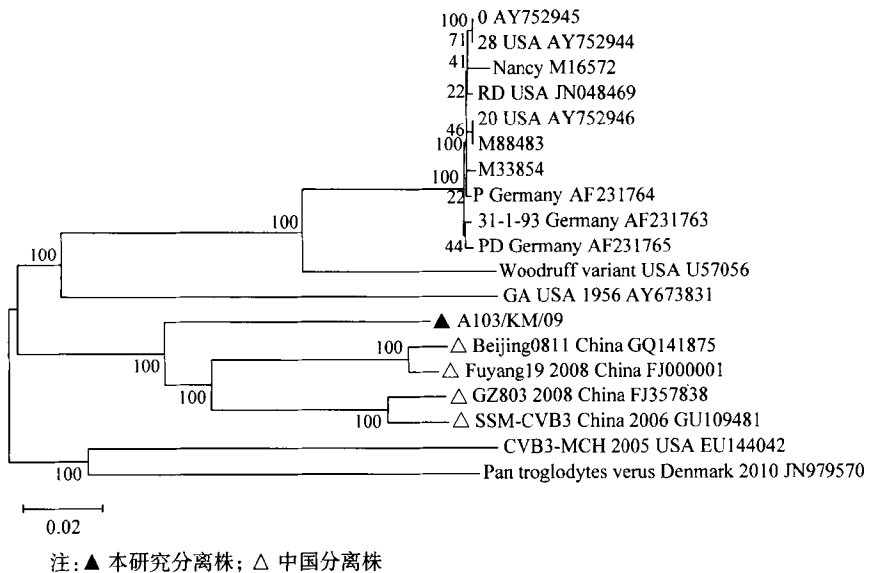 100
0 AY752945
71
28 USA AY752944
41
Nancy M16572
22
RD USA JN048469
20 USA AY752946
46
100
M88483
M33854
100
22
P Germany AF231764
31-1-93 Germany AF231763
44
PD Germany AF231765
100
Woodruff variant USA U57056
100
GA USA 1956 AY673831
▲ A103/KM/09
100
100
△ Beijing0811 China GQ141875
△ Fuyang19 2008 China FJ000001
100
△ GZ803 2008 China FJ357838
100
△ SSM-CVB3 China 2006 GU109481
CVB3-MCH 2005 USA EU144042
100
Pan troglodytes verus Denmark 2010 JN979570
0.02
注:▲ 本研究分离株; △ 中国分离株